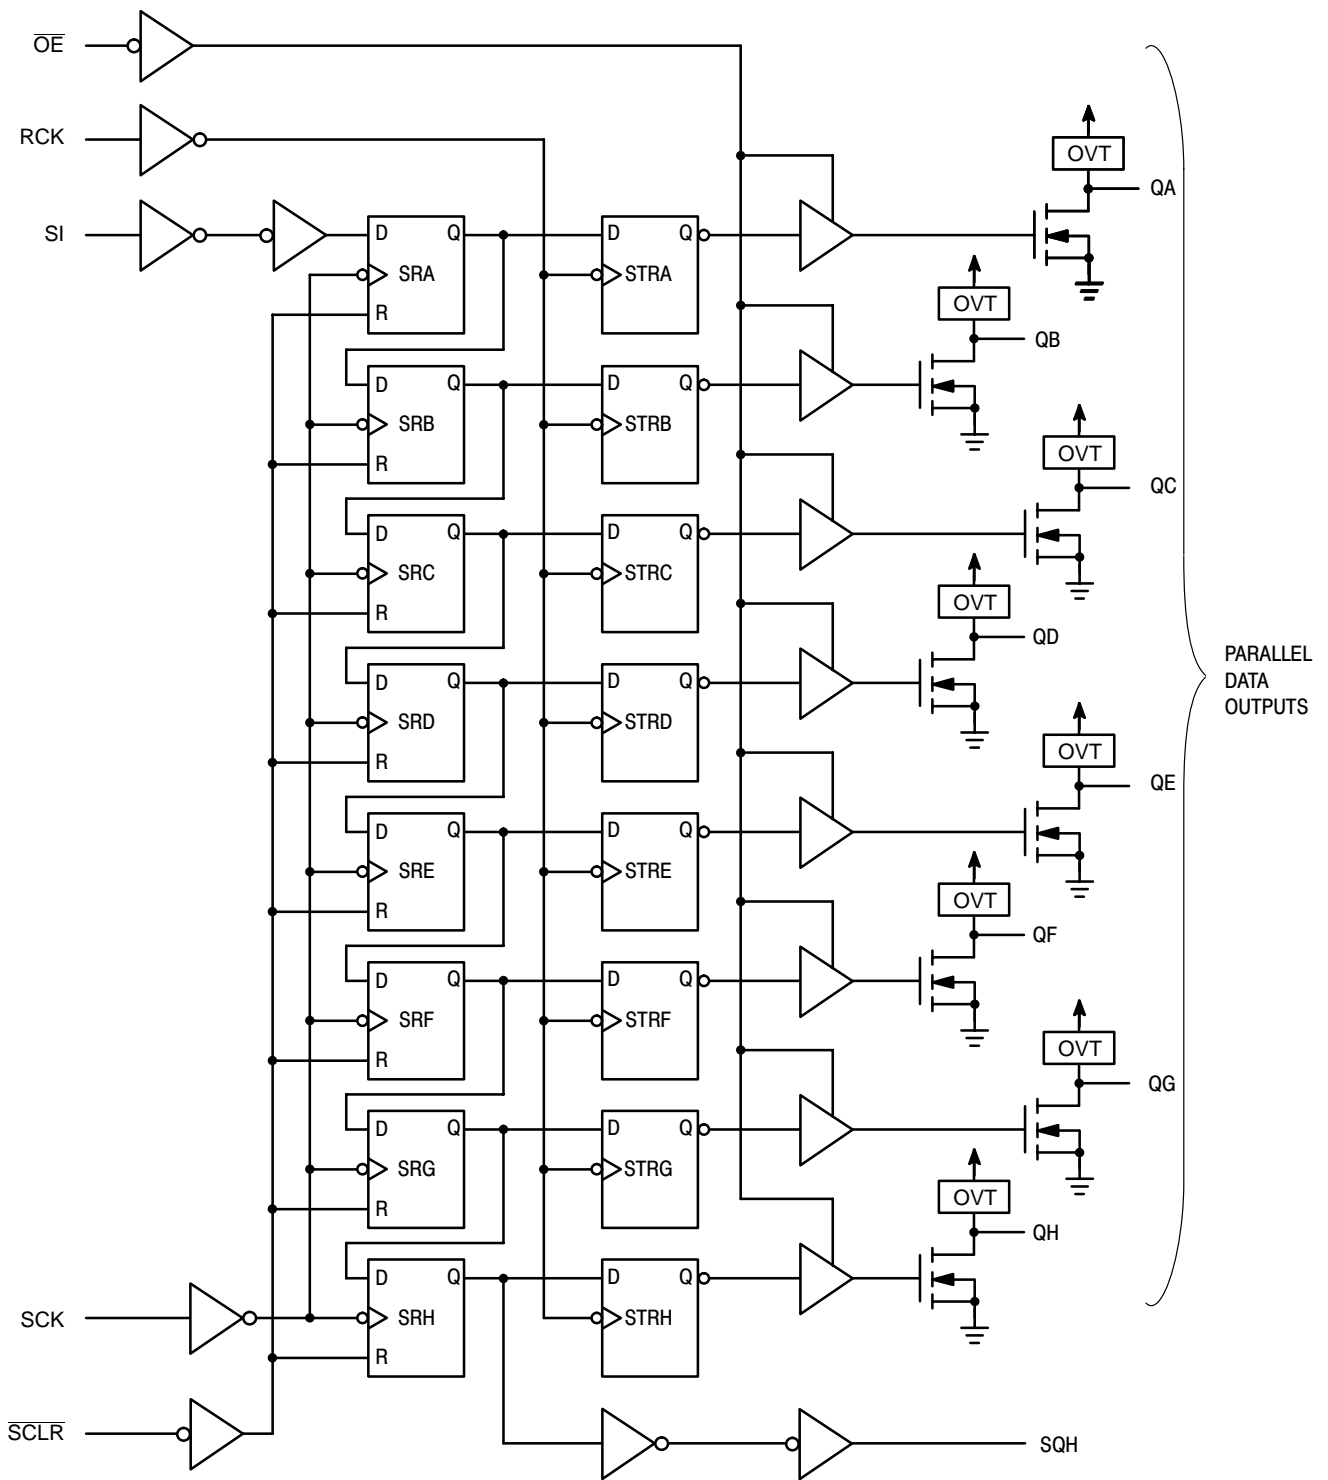 OE
RCK
OVT
QA
SI
D Q
SRA
R
D Q
STRA
OVT
QB
D Q
SRB
R
D Q
STRB
OVT
QC
D Q
SRC
R
D Q
STRC
OVT
QD
D Q
SRD
R
D Q
STRD
PARALLEL
DATA
OUTPUTS
OVT
QE
D Q
SRE
R
D Q
STRE
OVT
QF
D Q
SRF
R
D Q
STRF
OVT
QG
D Q
SRG
R
D Q
STRG
OVT
QH
D Q
SRH
R
D Q
STRH
SCK
SCLR
SQH